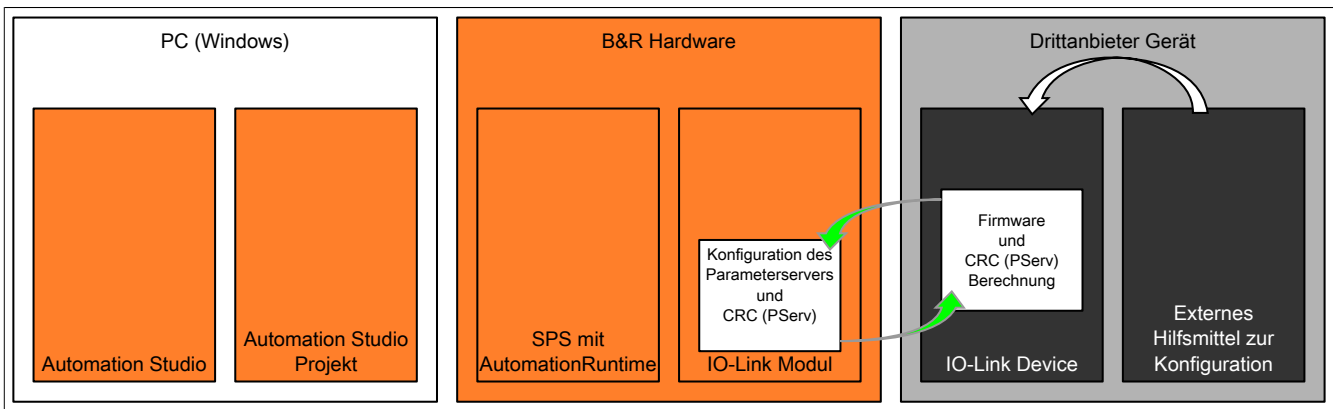 PC (Windows)
B&R Hardware
Drittanbieter Gerät
Automation Studio
Automation Studio
Projekt
SPS mit
AutomationRuntime
Konfiguration des
Parameterservers
und
CRC (PServ)
IO-Link Modul
Firmware
und
CRC (PServ)
Berechnung
IO-Link Device
Externes
Hilfsmittel zur
Konfiguration